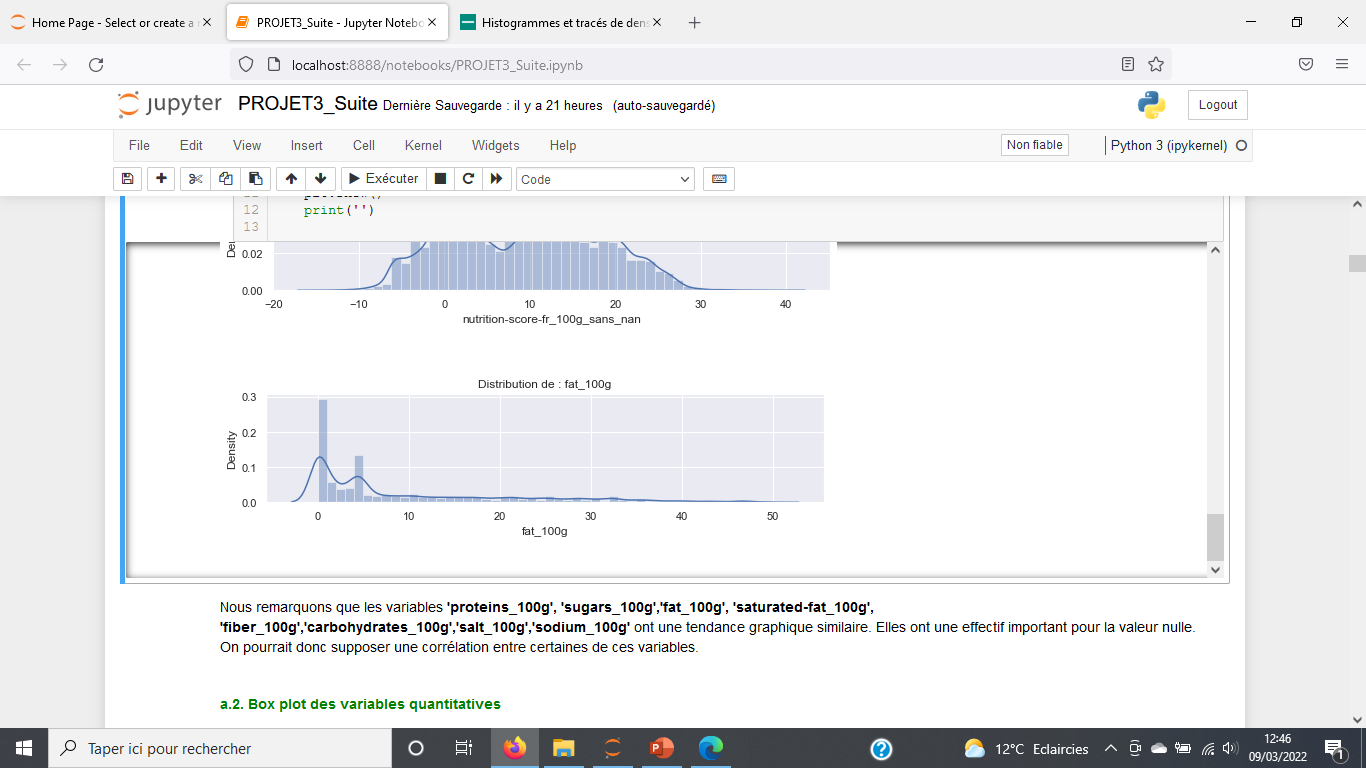 Home Page - Select or create a
PROJET3_Suite - Jupyter Notebo
Histogrammes et tracés de dens
localhost:8888/notebooks/PROJET3_Suite.ipynb
jupyter PROJET3_Suite Dernière Sauvegarde : il y a 21 heures (auto-sauvegardé)
Logout
File Edit View Insert Cell Kernel Widgets Help
Non fiable
Python 3 (ipykernel)
Exécuter
Code
12 print('')
13
0.02
0.00
−20 −10 0 10 20 30 40
nutrition-score-fr_100g_sans_nan
Distribution de : fat_100g
0.3
0.2
0.1
0.0
Density
0 10 20 30 40 50
fat_100g
Nous remarquons que les variables 'proteins_100g', 'sugars_100g','fat_100g', 'saturated-fat_100g',
'fiber_100g','carbohydrates_100g','salt_100g','sodium_100g' ont une tendance graphique similaire. Elles ont une effectif important pour la valeur nulle.
On pourrait donc supposer une corrélation entre certaines de ces variables.
a.2. Box plot des variables quantitatives
Taper ici pour rechercher
12°C Eclaircies
12:46
09/03/2022
1